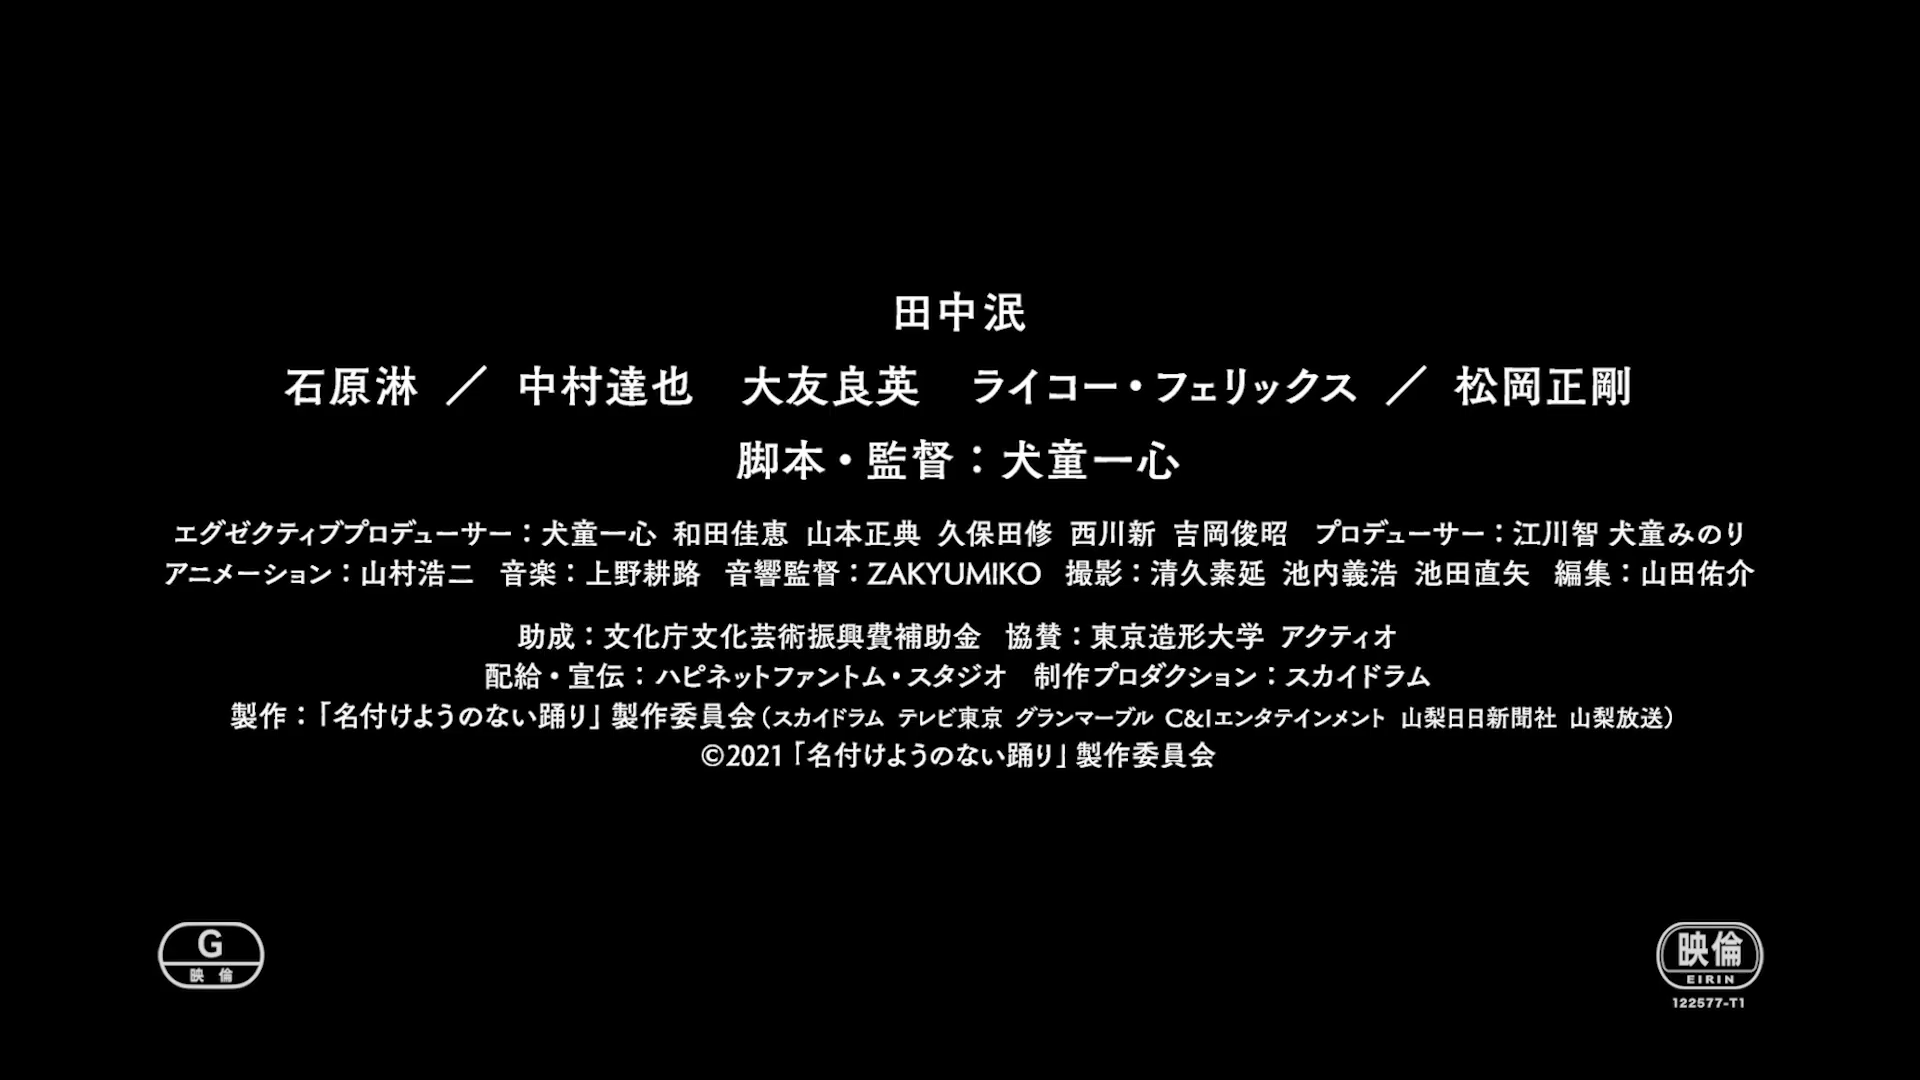 田中泯
石原淋 ／ 中村達也 大友良英 ライコー・フェリックス ／ 松岡正剛
脚本・監督：犬童一心
エグゼクティブプロデューサー：犬童一心 和田佳恵 山本正典 久保田修 西川新 吉岡俊昭 プロデューサー：江川智 犬童みのり
アニメーション：山村浩二 音楽：上野耕路 音響監督：ZAKYUMIKO 撮影：清久素延 池内義浩 池田直矢 編集：山田佑介
助成：文化庁文化芸術振興費補助金 協賛：東京造形大学 アクティオ
配給・宣伝：ハピネットファントム・スタジオ 制作プロダクション：スカイドラム
製作：「名付けようのない踊り」製作委員会（スカイドラム テレビ東京 グランマーブル C&Iエンタテインメント 山梨日日新聞社 山梨放送）
©2021「名付けようのない踊り」製作委員会
G
映倫
映倫
EIRIN
122577-T1